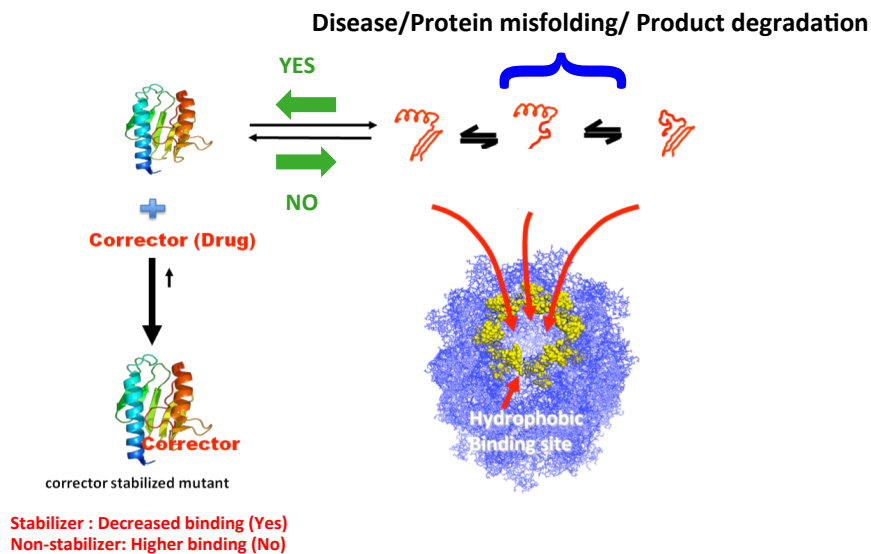 Disease/Protein misfolding/ Product degradation
YES
NO
Corrector (Drug)
Hydrophobic
Binding site
Corrector
corrector stabilized mutant
Stabilizer : Decreased binding (Yes)
Non-stabilizer: Higher binding (No)